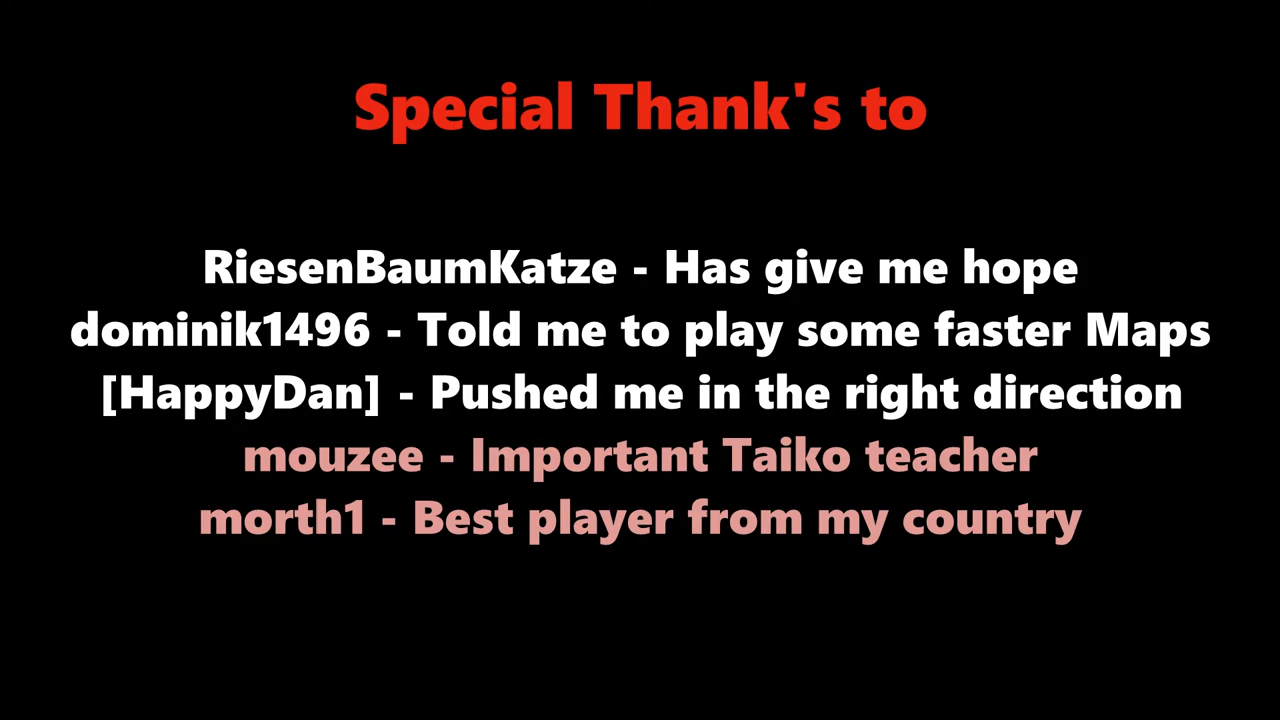 Special Thank's to
RiesenBaumKatze - Has give me hope
dominik1496 - Told me to play some faster Maps
[HappyDan] - Pushed me in the right direction
mouzee - Important Taiko teacher
morth1 - Best player from my country